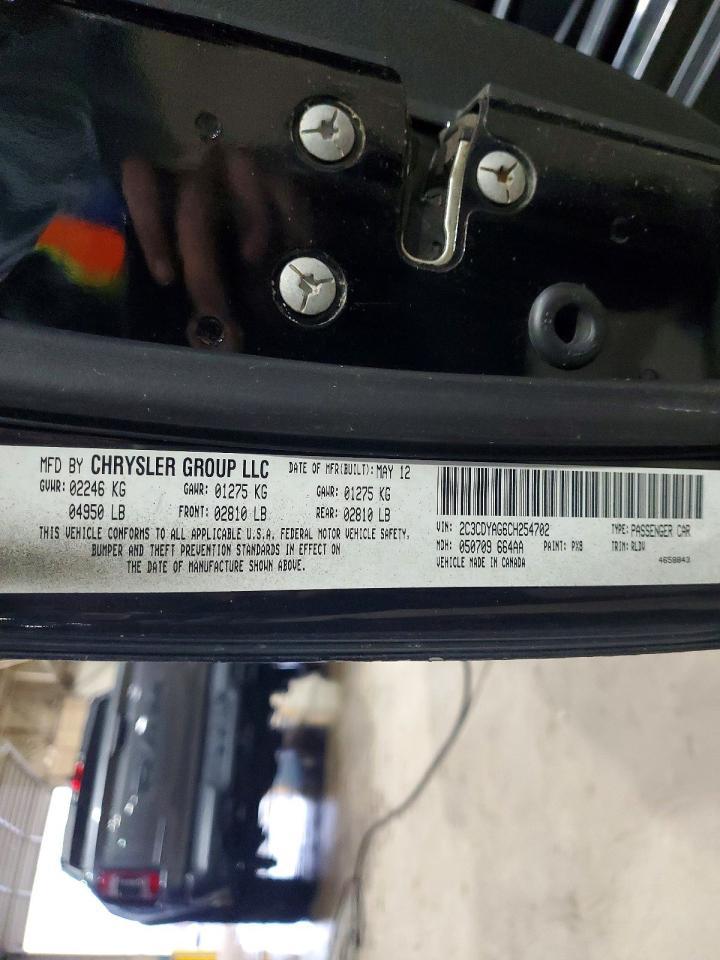 MFD BY CHRYSLER GROUP LLC DATE OF MFR(BUILT): MAY 12
GVWR: 02246 KG GAWR: 01275 KG GAWR: 01275 KG
04950 LB FRONT: 02810 LB REAR: 02810 LB
THIS VEHICLE CONFORMS TO ALL APPLICABLE U.S.A. FEDERAL MOTOR VEHICLE SAFETY,
BUMPER AND THEFT PREVENTION STANDARDS IN EFFECT ON
THE DATE OF MANUFACTURE SHOWN ABOVE.
VIN: 2C3CDYAG6CH254702 TYPE: PASSENGER CAR
MDH: 050709 664AA PAINT: PX8 TRIM: RLDV
VEHICLE MADE IN CANADA 4658843